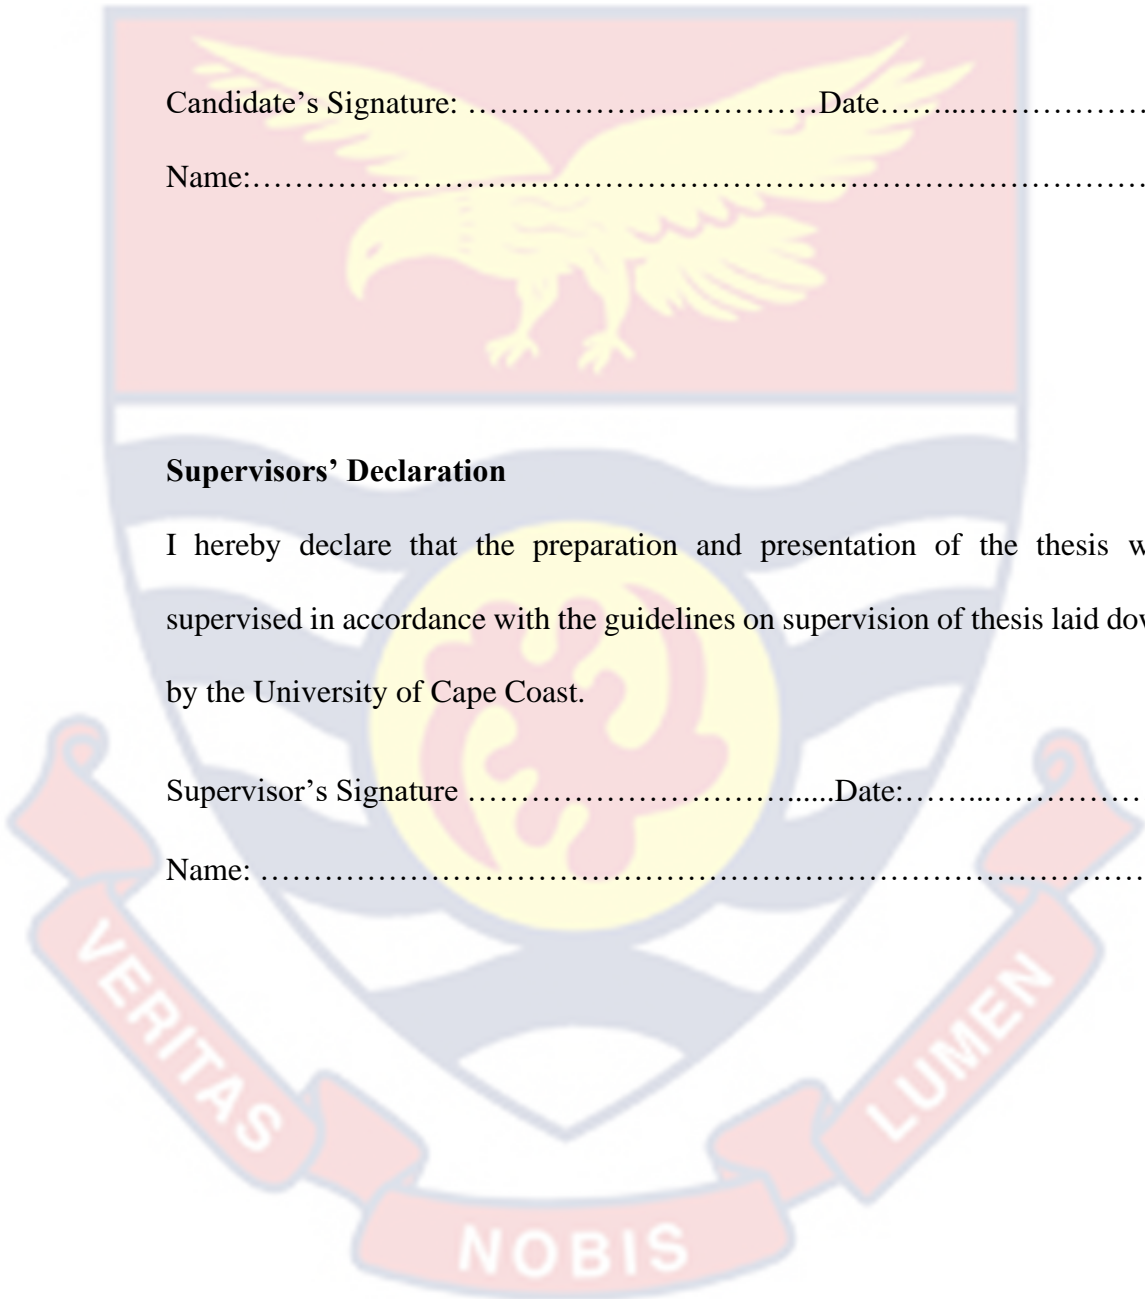 Candidate’s Signature: ……………………………Date……...………………
Name:…………………………………………………………………………
Supervisors’ Declaration
I hereby declare that the preparation and presentation of the thesis w
supervised in accordance with the guidelines on supervision of thesis laid dow
by the University of Cape Coast.
Supervisor’s Signature …………………………......Date:……...……………
Name: …………………………………………………………………………
VERITAS
NOBIS
LUMEN